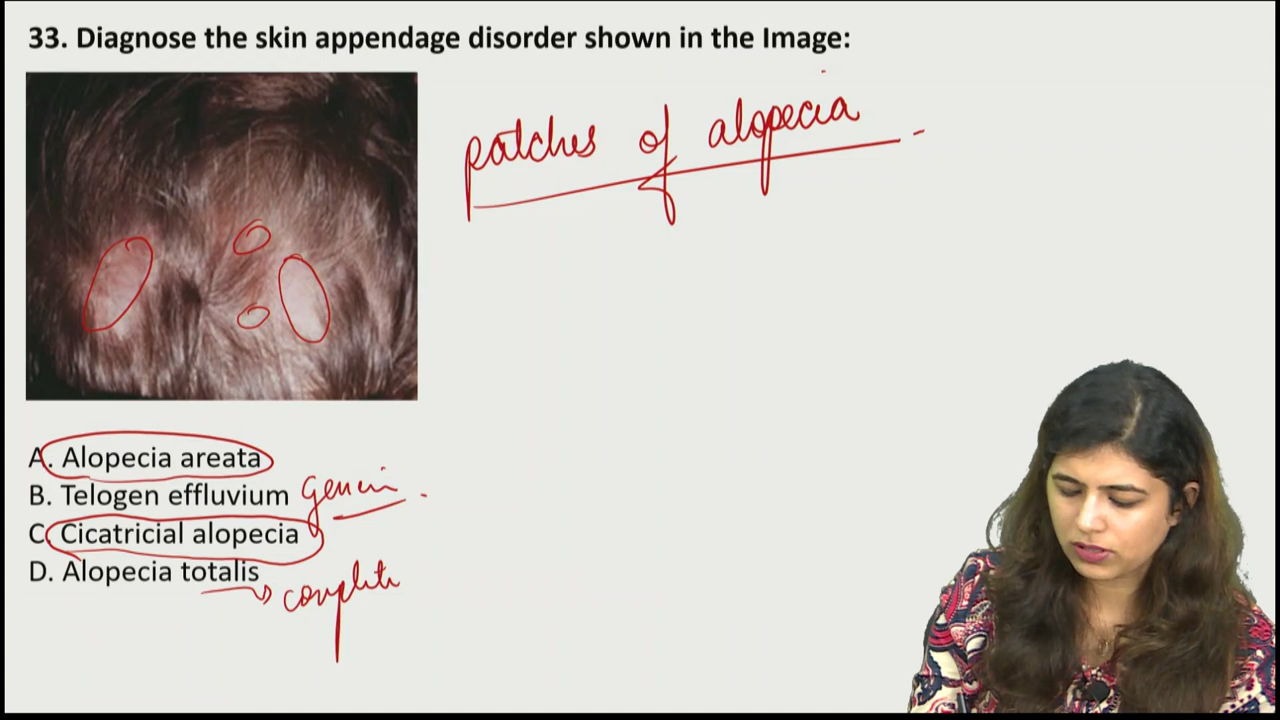 33. Diagnose the skin appendage disorder shown in the Image:
patches of alopecia
A. Alopecia areata
B. Telogen effluvium
C. Cicatricial alopecia
D. Alopecia totalis
complete